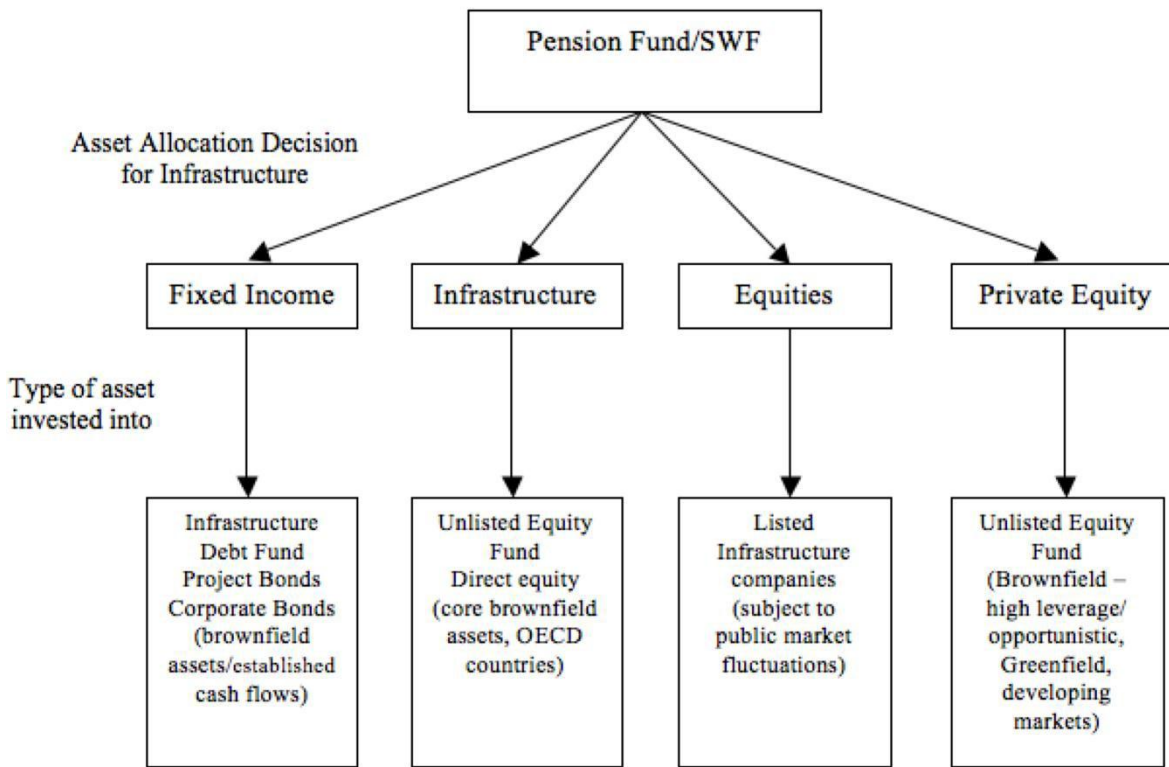 Pension Fund/SWF
Asset Allocation Decision
for Infrastructure
Fixed Income
Infrastructure
Equities
Private Equity
Type of asset
invested into
Infrastructure
Debt Fund
Project Bonds
Corporate Bonds
(brownfield
assets/established
cash flows)
Unlisted Equity
Fund
Direct equity
(core brownfield
assets, OECD
countries)
Listed
Infrastructure
companies
(subject to
public market
fluctuations)
Unlisted Equity
Fund
(Brownfield –
high leverage/
opportunistic,
Greenfield,
developing
markets)